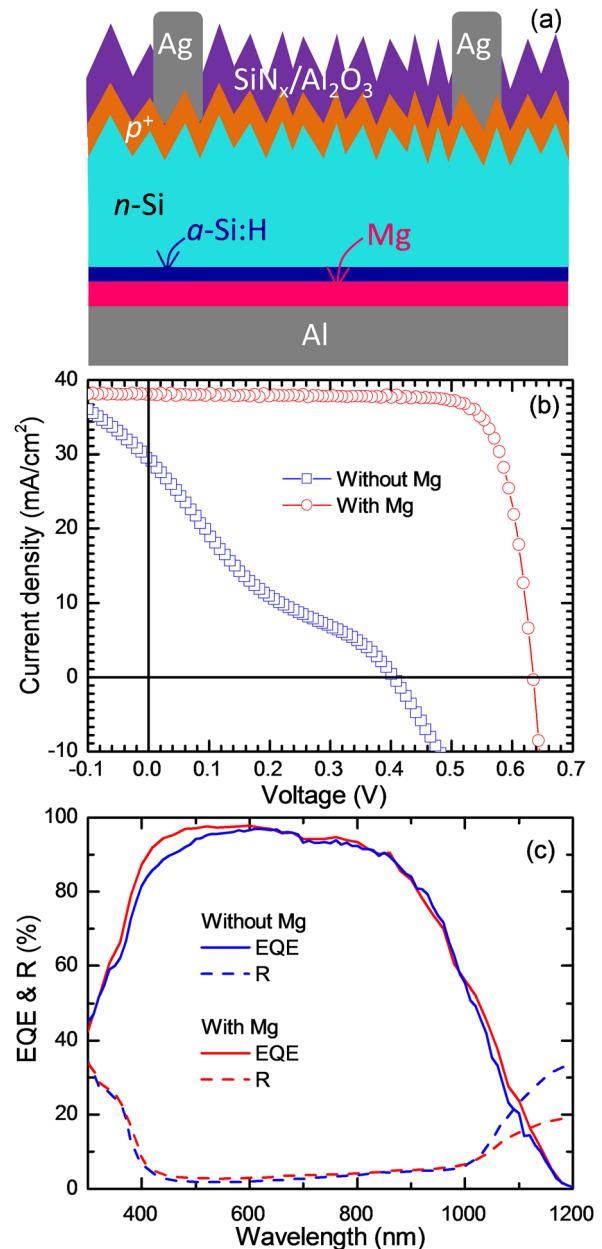 (a)
Ag
Ag
SiNx/Al2O3
p+
n-Si
a-Si:H
Mg
Al
40
(b)
30
Without Mg
With Mg
20
10
0
-10
Current density (mA/cm2)
-0.1 0.0 0.1 0.2 0.3 0.4 0.5 0.6 0.7
Voltage (V)
100
(c)
80
Without Mg
EQE
R
60
With Mg
EQE
R
40
20
0
EQE & R (%)
400 600 800 1000 1200
Wavelength (nm)